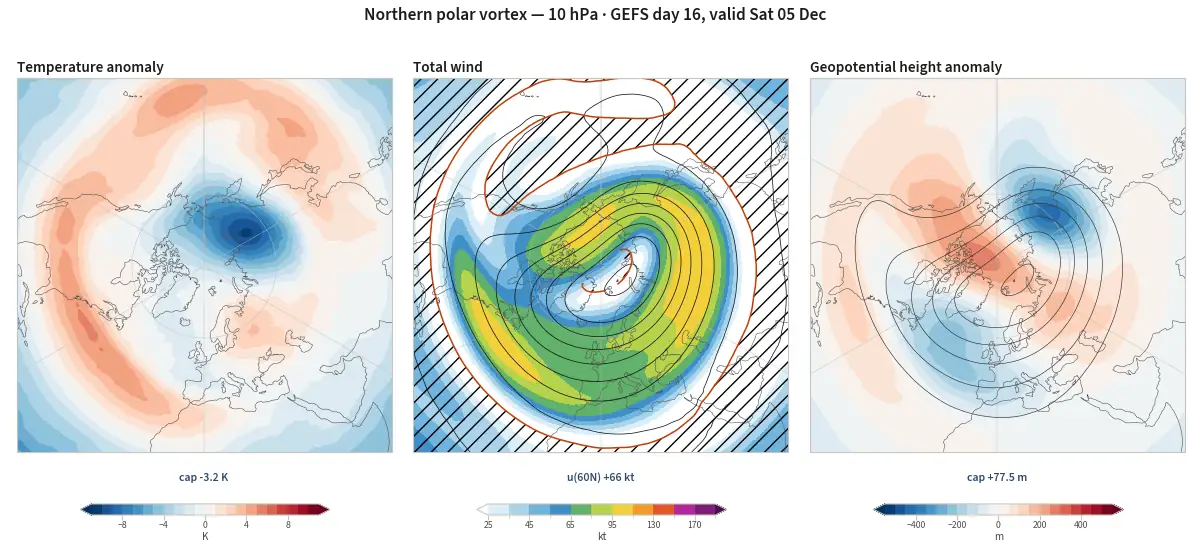 Northern polar vortex — 10 hPa · GEFS day 16, valid Sat 05 Dec
Temperature anomaly
Total wind
Geopotential height anomaly
cap -3.2 K
u(60N) +66 kt
cap +77.5 m
−8 −4 0 4 8
K
25 45 65 95 130 170
kt
−400 −200 0 200 400
m